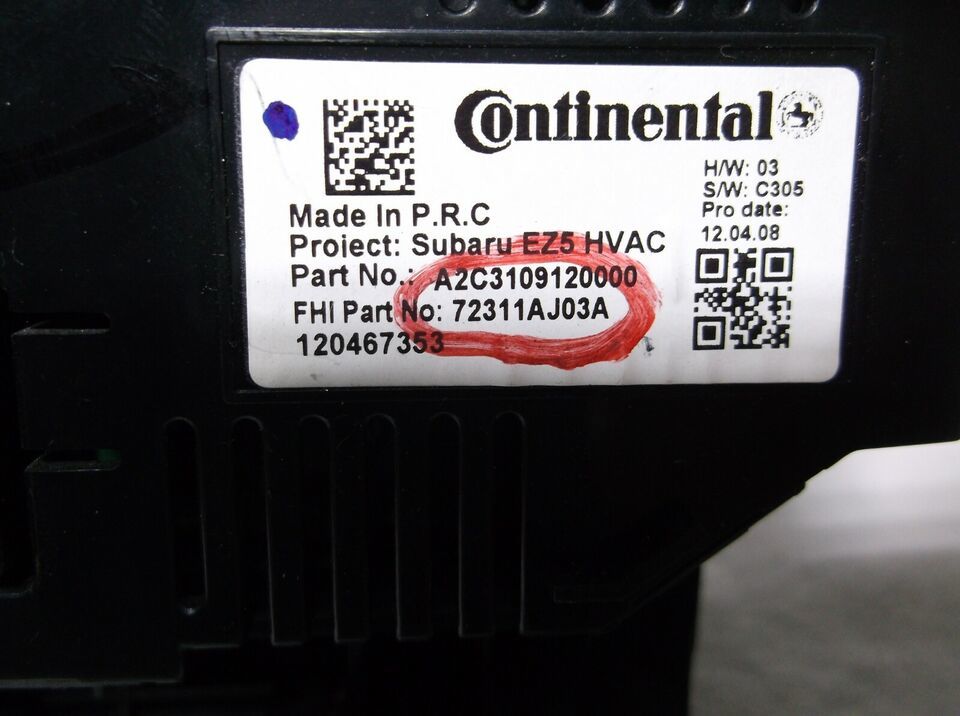 Continental
H/W: 03
S/W: C305
Pro date:
12.04.08
Made In P.R.C
Project: Subaru EZ5 HVAC
Part No.: A2C3109120000
FHI Part No: 72311AJ03A
120467353